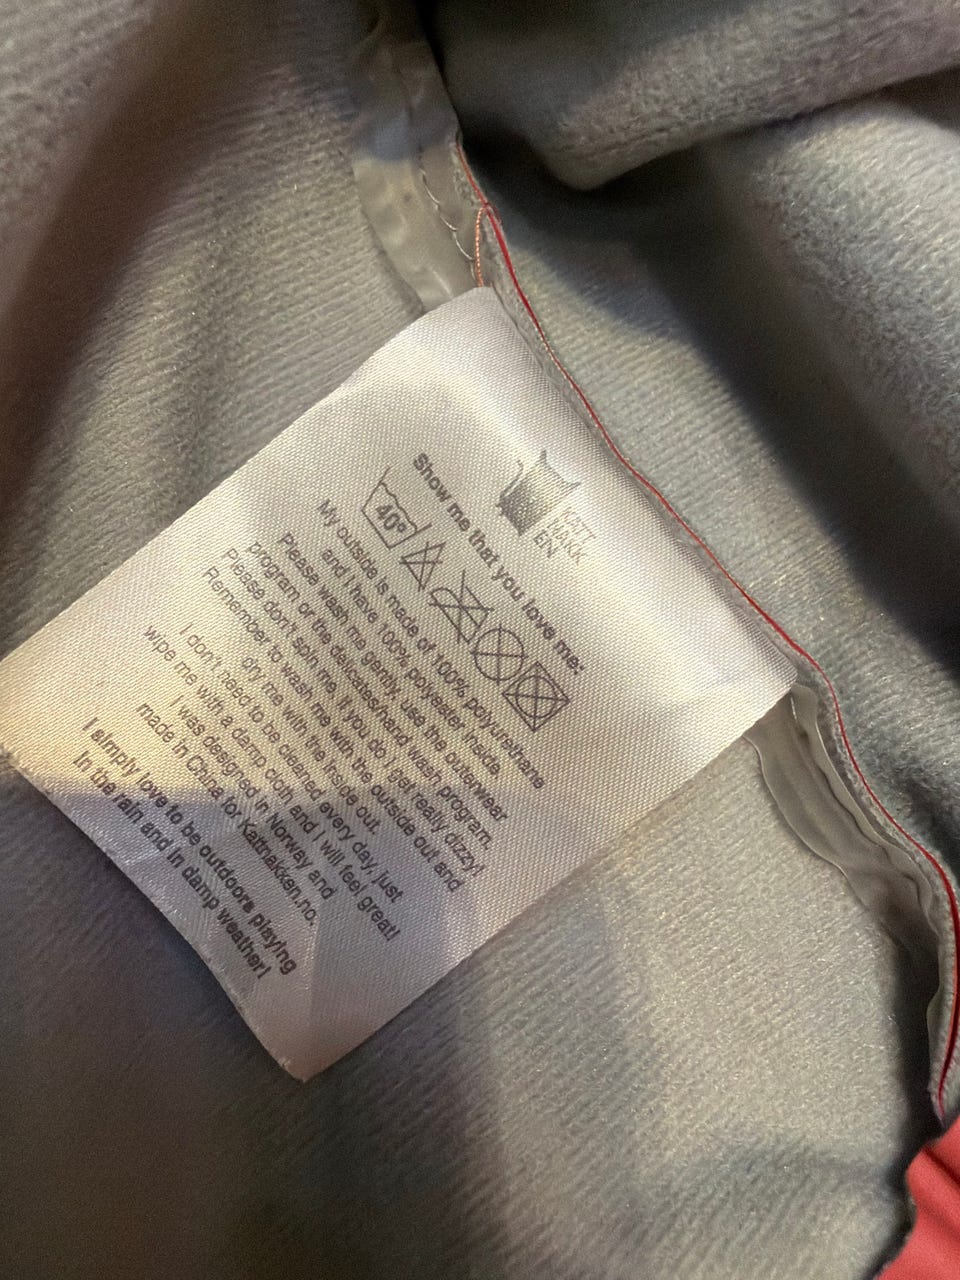 KATT
NAKK
EN
Show me that you love me:
40°
My outside is made of 100% polyurethane
and I have 100% polyester inside.
Please wash me gently, use the outerwear
program or the delicates/hand wash program.
Please don't spin me. If you do I get really dizzy!
Remember to wash me with the outside out and
dry me with the inside out.
I don't need to be cleaned every day, just
wipe me with a damp cloth and I will feel great!
I was designed in Norway and
made in China for Kattnakken.no.
I simply love to be outdoors playing
In the rain and in damp weather!